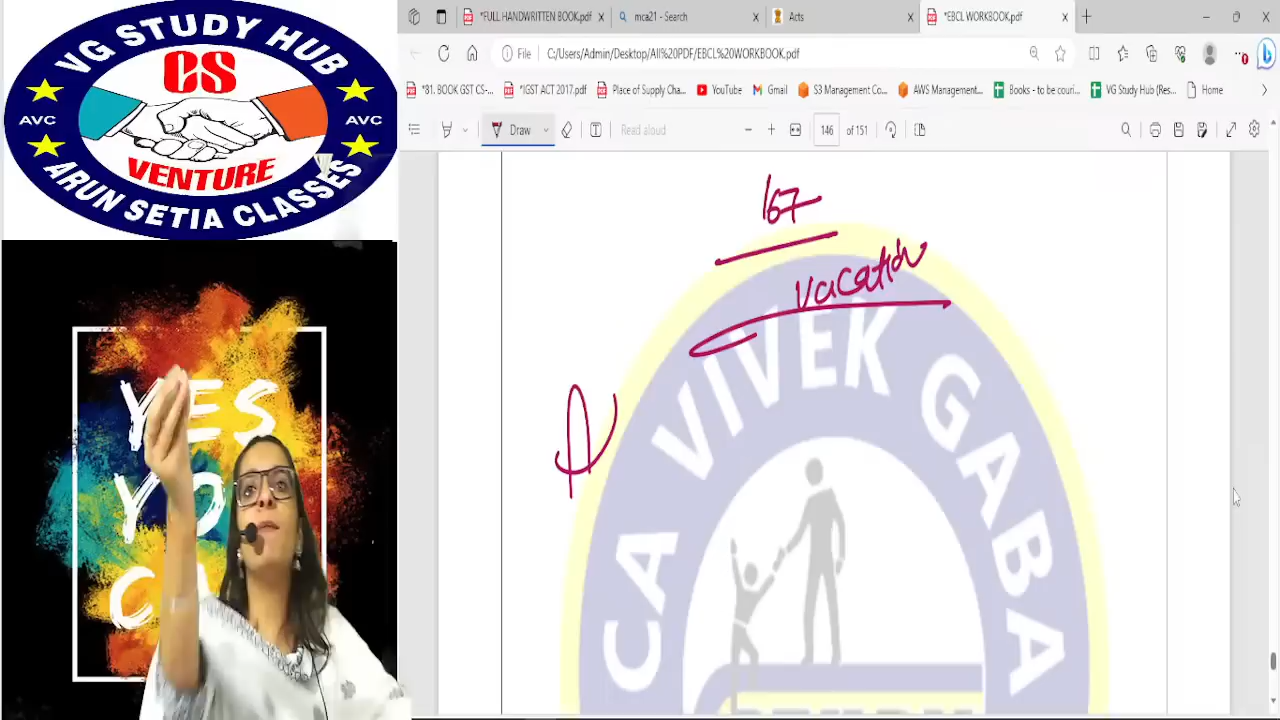 VG STUDY HUB
CS
AVC
AVC
VENTURE
ARUN SETIA CLASSES
YES
YO
C
*FULL HANDWRITTEN BOOK.pdf
mca21 - Search
Acts
*EBCL WORKBOOK.pdf
File
C:/Users/Admin/Desktop/All%20PDF/EBCL%20WORKBOOK.pdf
*81. BOOK GST CS-...
*IGST ACT 2017.pdf
Place of Supply Cha...
YouTube
Gmail
S3 Management Co...
AWS Management...
Books - to be couri...
VG Study Hub (Res...
Home
Draw
Read aloud
146
of 151
167
vacation
CA VIVEK GABA